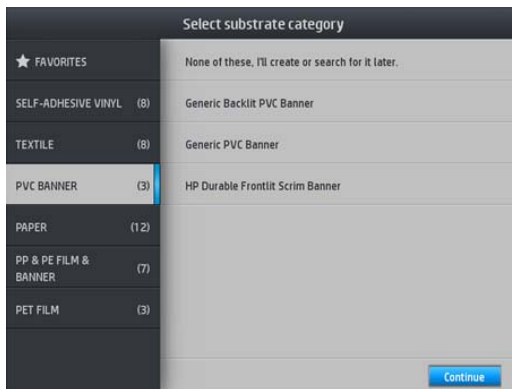 Select substrate category
FAVORITES
SELF-ADHESIVE VINYL (8)
TEXTILE (8)
PVC BANNER (3)
PAPER (12)
PP & PE FILM &
BANNER (7)
PET FILM (3)
None of these, I'll create or search for it later.
Generic Backlit PVC Banner
Generic PVC Banner
HP Durable Frontlit Scrim Banner
Continue